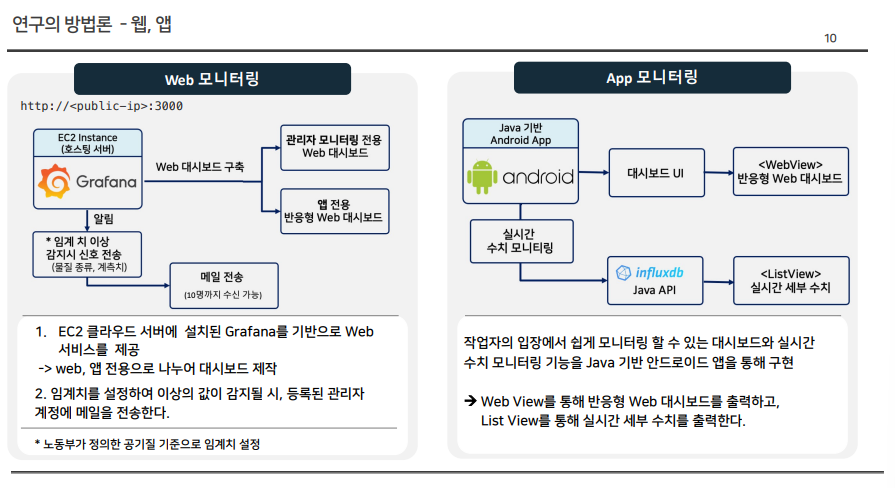 연구의 방법론 - 웹, 앱
10
Web 모니터링
http://<public-ip>:3000
EC2 Instance
(호스팅 서버)
Grafana
Web 대시보드 구축
관리자 모니터링 전용
Web 대시보드
앱 전용
반응형 Web 대시보드
알림
* 임계 치 이상
감지시 신호 전송
(물질 종류, 계측치)
메일 전송
(10명까지 수신 가능)
1. EC2 클라우드 서버에 설치된 Grafana를 기반으로 Web
서비스를 제공
-> web, 앱 전용으로 나누어 대시보드 제작
2. 임계치를 설정하여 이상의 값이 감지될 시, 등록된 관리자
계정에 메일을 전송한다.
* 노동부가 정의한 공기질 기준으로 임계치 설정
App 모니터링
Java 기반
Android App
android
대시보드 UI
<WebView>
반응형 Web 대시보드
실시간
수치 모니티링
influxdb
Java API
<ListView>
실시간 세부 수치
작업자의 입장에서 쉽게 모니터링 할 수 있는 대시보드와 실시간
수치 모니터링 기능을 Java 기반 안드로이드 앱을 통해 구현
➔ Web View를 통해 반응형 Web 대시보드를 출력하고,
List View를 통해 실시간 세부 수치를 출력한다.